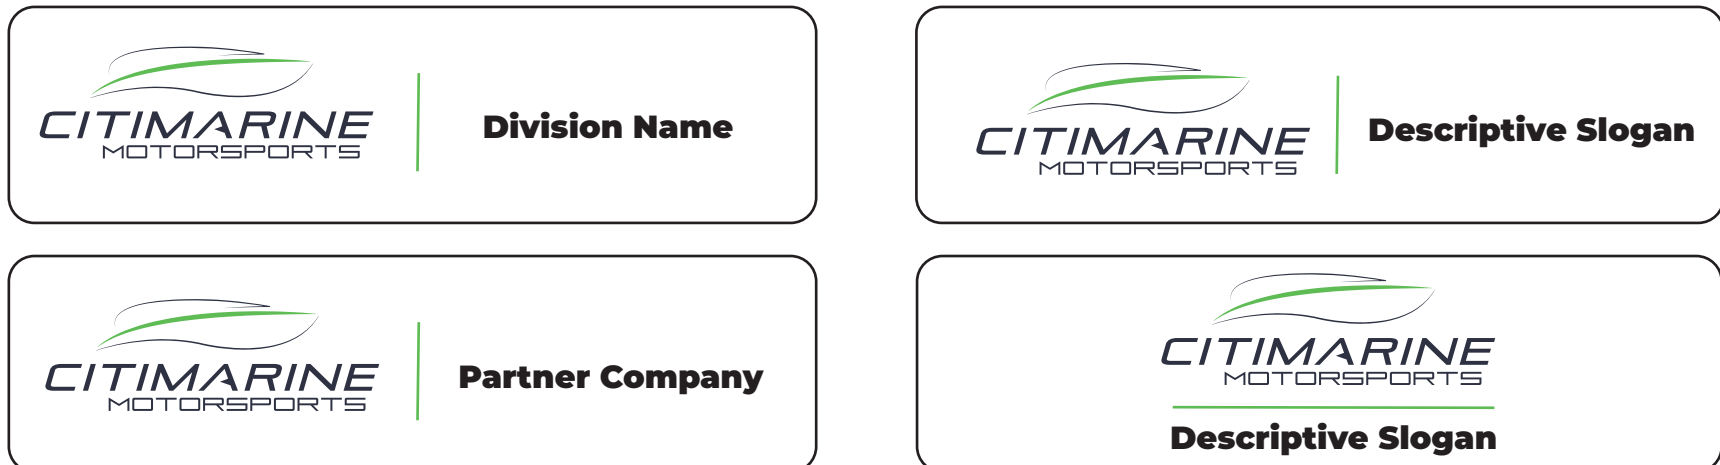 CITIMARINE
MOTORSPORTS
Division Name
CITIMARINE
MOTORSPORTS
Descriptive Slogan
CITIMARINE
MOTORSPORTS
Partner Company
CITIMARINE
MOTORSPORTS
Descriptive Slogan